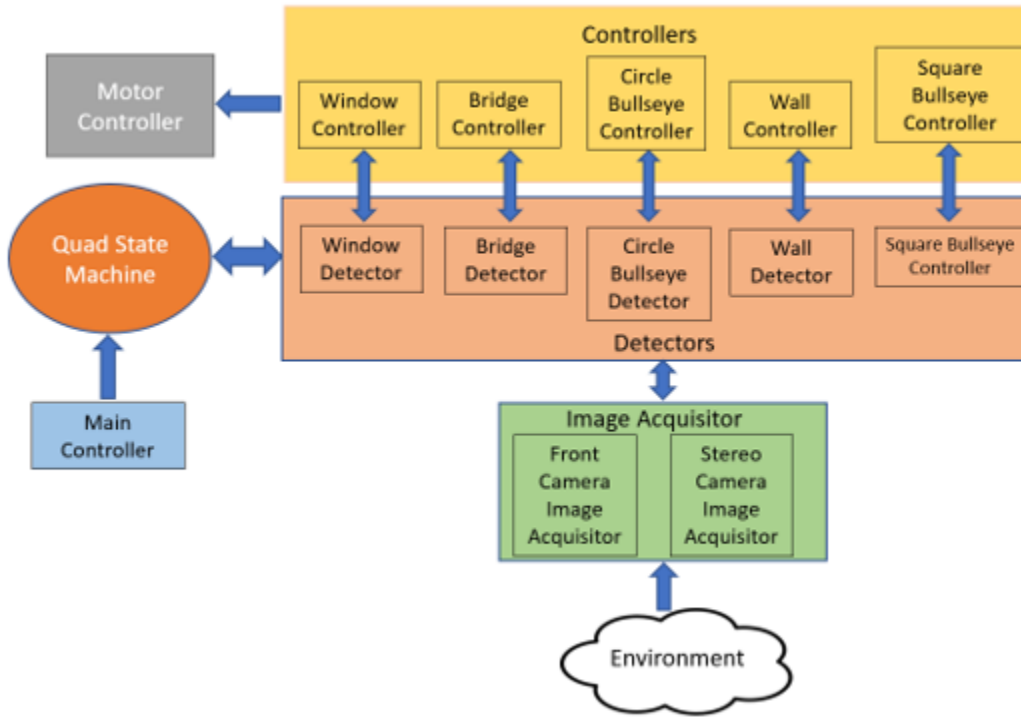 Controllers
Motor
Controller
Window
Controller
Bridge
Controller
Circle
Bullseye
Controller
Wall
Controller
Square
Bullseye
Controller
Quad State
Machine
Window
Detector
Bridge
Detector
Circle
Bullseye
Detector
Wall
Detector
Square Bullseye
Controller
Detectors
Main
Controller
Image Acquisitor
Front
Camera
Image
Acquisitor
Stereo
Camera
Image
Acquisitor
Environment